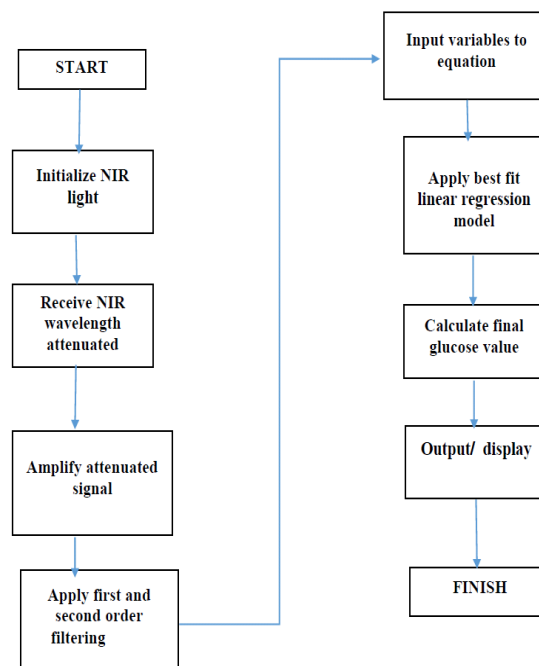 START
Initialize NIR
light
Receive NIR
wavelength
attenuated
Amplify attenuated
signal
Apply first and
second order
filtering
Input variables to
equation
Apply best fit
linear regression
model
Calculate final
glucose value
Output/ display
FINISH